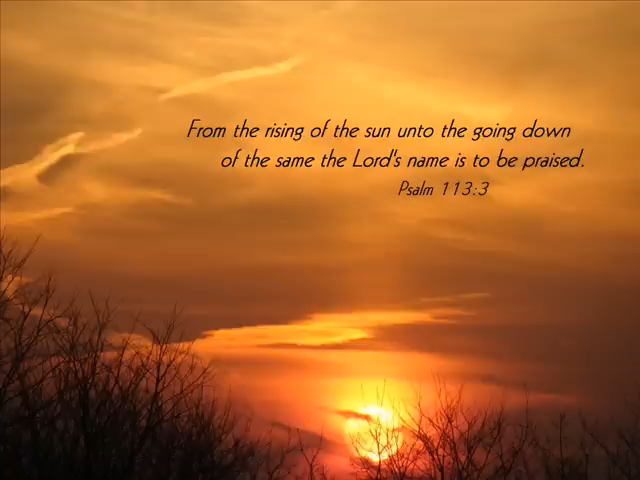 From the rising of the sun unto the going down
of the same the Lord's name is to be praised.
Psalm 113:3